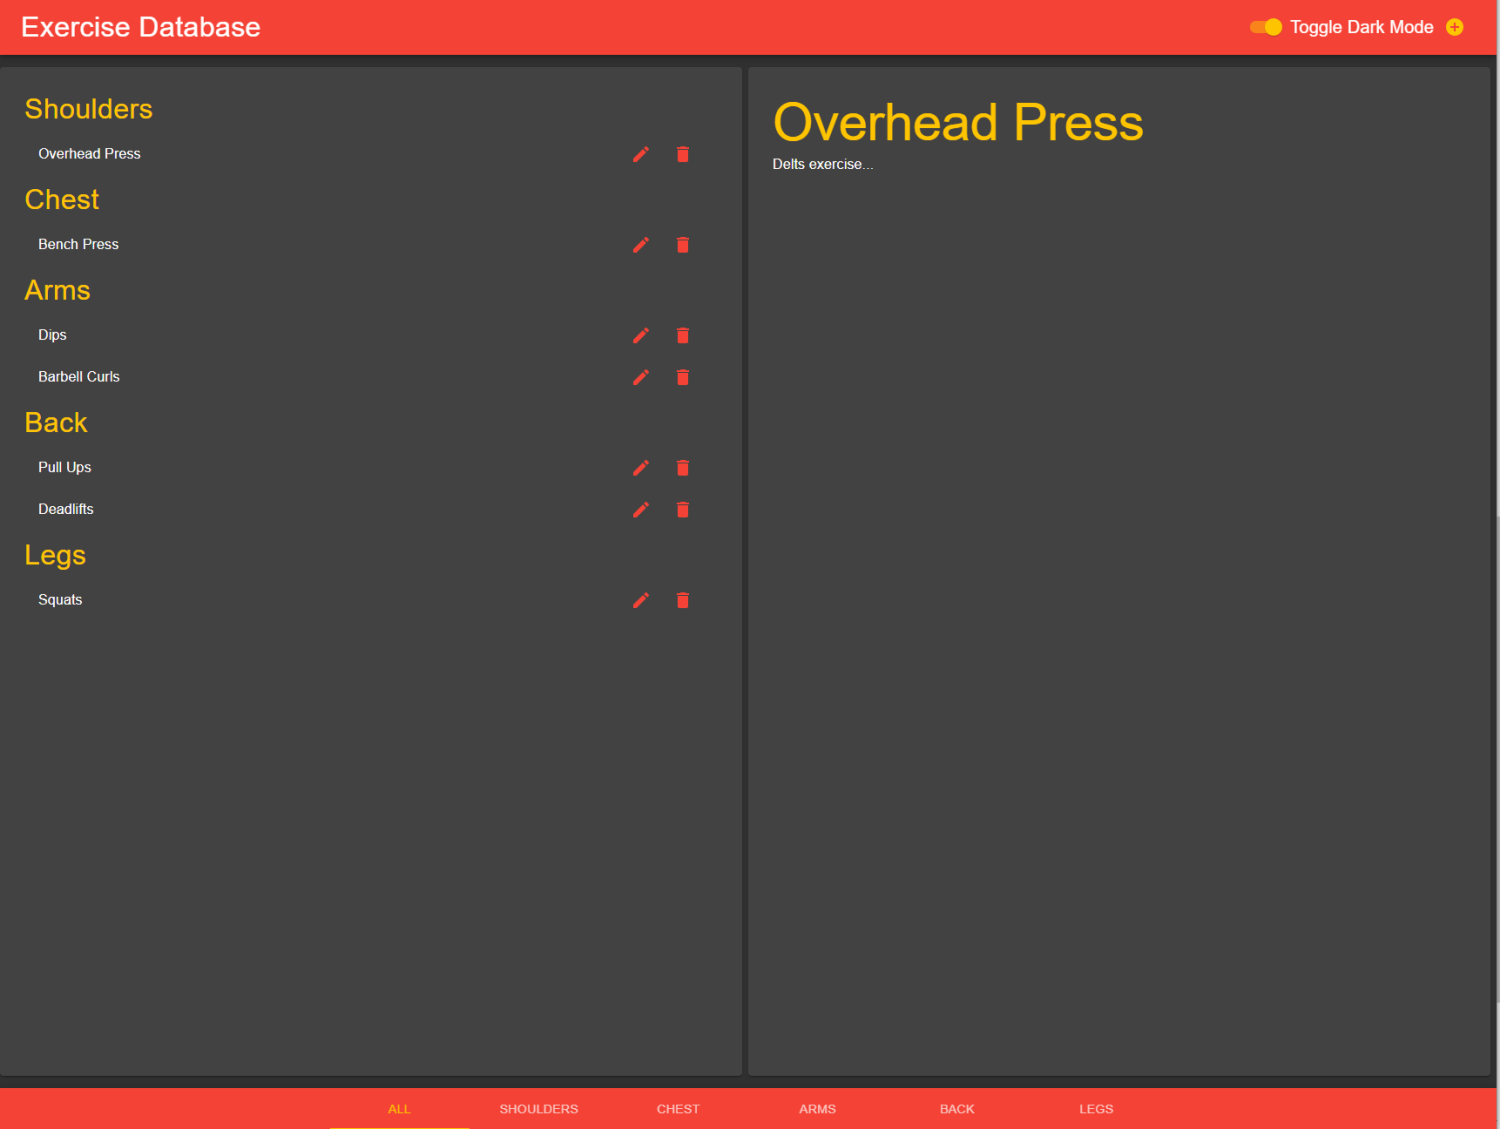 Exercise Database
Toggle Dark Mode
Shoulders
Overhead Press
Chest
Bench Press
Arms
Dips
Barbell Curls
Back
Pull Ups
Deadlifts
Legs
Squats
Overhead Press
Delts exercise...
ALL
SHOULDERS
CHEST
ARMS
BACK
LEGS